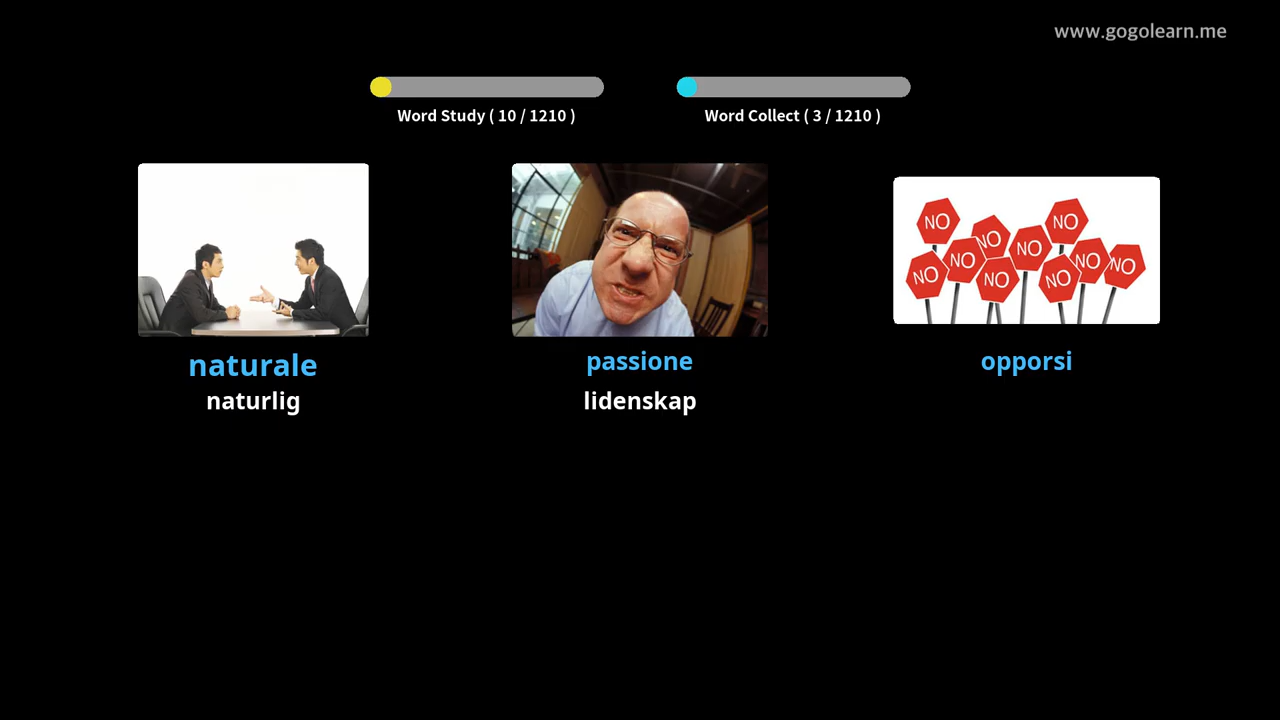 www.gogolearn.me
Word Study ( 10 / 1210 )
Word Collect ( 3 / 1210 )
NO
NO
NO
NO
NO
NO
NO
NO
NO
NO
naturale
passione
opporsi
naturlig
lidenskap